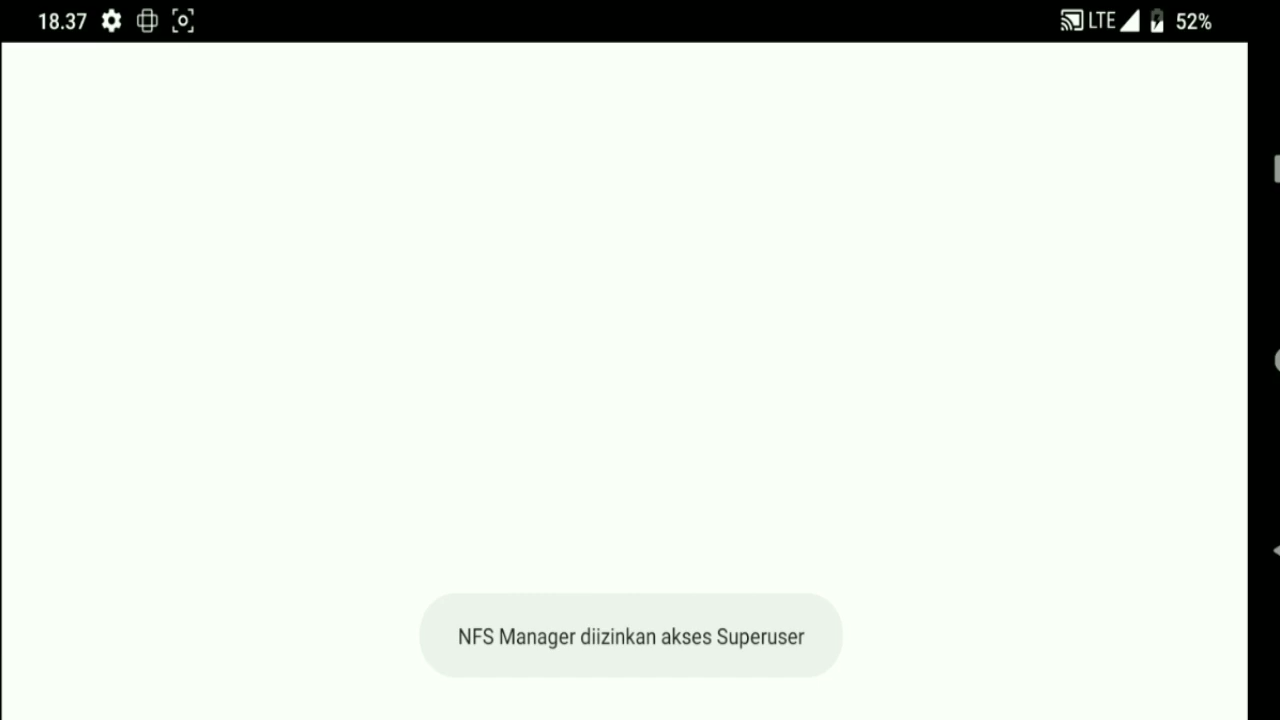 18.37 LTE 52%
NFS Manager diizinkan akses Superuser